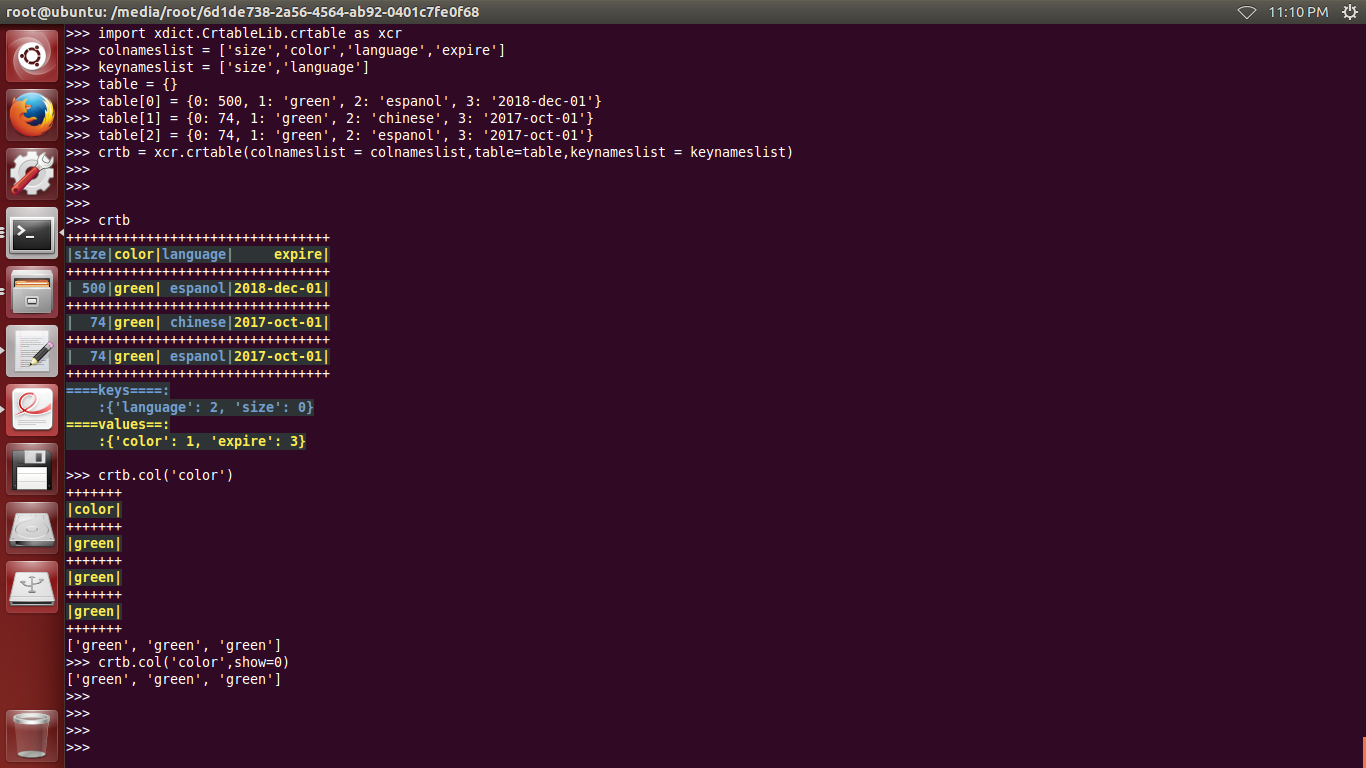 root@ubuntu: /media/root/6d1de738-2a56-4564-ab92-0401c7fe0f68 11:10 PM
>>> import xdict.CrtableLib.crtable as xcr
>>> colnameslist = ['size','color','language','expire']
>>> keynameslist = ['size','language']
>>> table = {}
>>> table[0] = {0: 500, 1: 'green', 2: 'espanol', 3: '2018-dec-01'}
>>> table[1] = {0: 74, 1: 'green', 2: 'chinese', 3: '2017-oct-01'}
>>> table[2] = {0: 74, 1: 'green', 2: 'espanol', 3: '2017-oct-01'}
>>> crtb = xcr.crtable(colnameslist = colnameslist,table=table,keynameslist = keynameslist)
>>>
>>>
>>>
>>> crtb
+++++++++++++++++++++++++++++++++
|size|color|language|     expire|
+++++++++++++++++++++++++++++++++
| 500|green| espanol|2018-dec-01|
+++++++++++++++++++++++++++++++++
|  74|green| chinese|2017-oct-01|
+++++++++++++++++++++++++++++++++
|  74|green| espanol|2017-oct-01|
+++++++++++++++++++++++++++++++++
====keys====:
    :{'language': 2, 'size': 0}
====values==:
    :{'color': 1, 'expire': 3}
>>> crtb.col('color')
+++++++
|color|
+++++++
|green|
+++++++
|green|
+++++++
|green|
+++++++
['green', 'green', 'green']
>>> crtb.col('color',show=0)
['green', 'green', 'green']
>>>
>>>
>>>
>>>